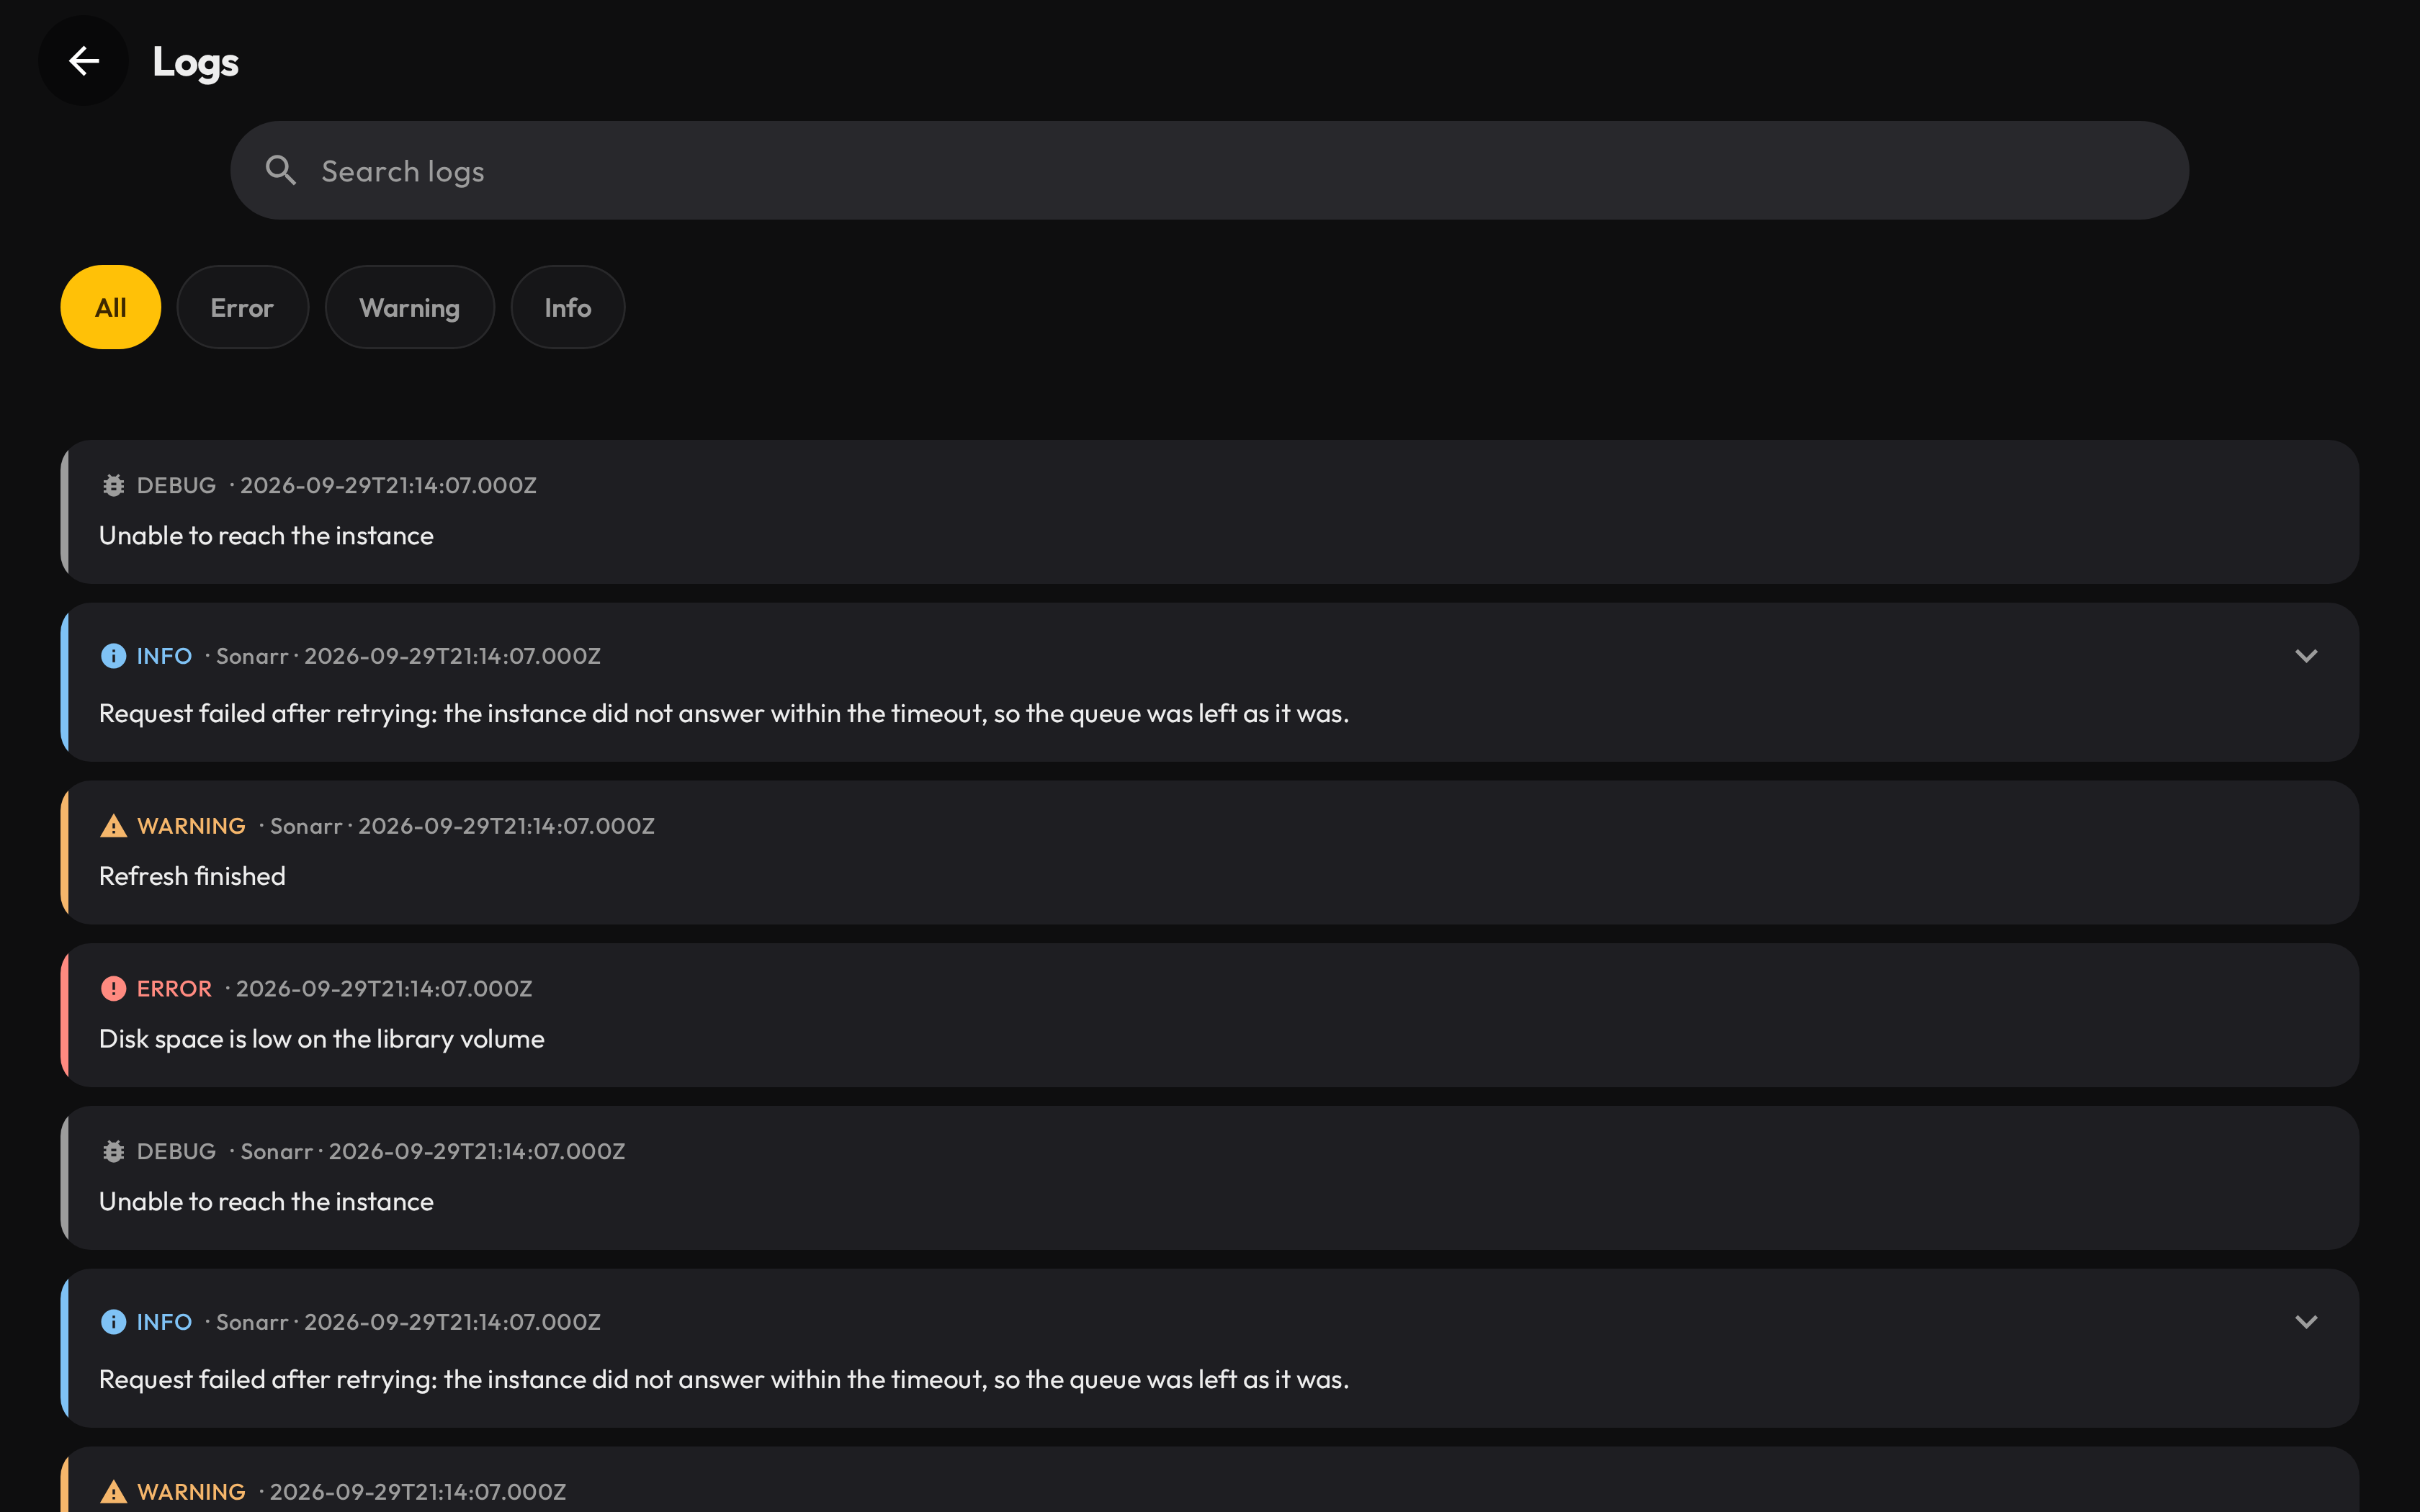 Logs
Search logs
All
Error
Warning
Info
DEBUG · 2026-09-29T21:14:07.000Z
Unable to reach the instance
INFO · Sonarr · 2026-09-29T21:14:07.000Z
Request failed after retrying: the instance did not answer within the timeout, so the queue was left as it was.
WARNING · Sonarr · 2026-09-29T21:14:07.000Z
Refresh finished
ERROR · 2026-09-29T21:14:07.000Z
Disk space is low on the library volume
DEBUG · Sonarr · 2026-09-29T21:14:07.000Z
Unable to reach the instance
INFO · Sonarr · 2026-09-29T21:14:07.000Z
Request failed after retrying: the instance did not answer within the timeout, so the queue was left as it was.
WARNING · 2026-09-29T21:14:07.000Z